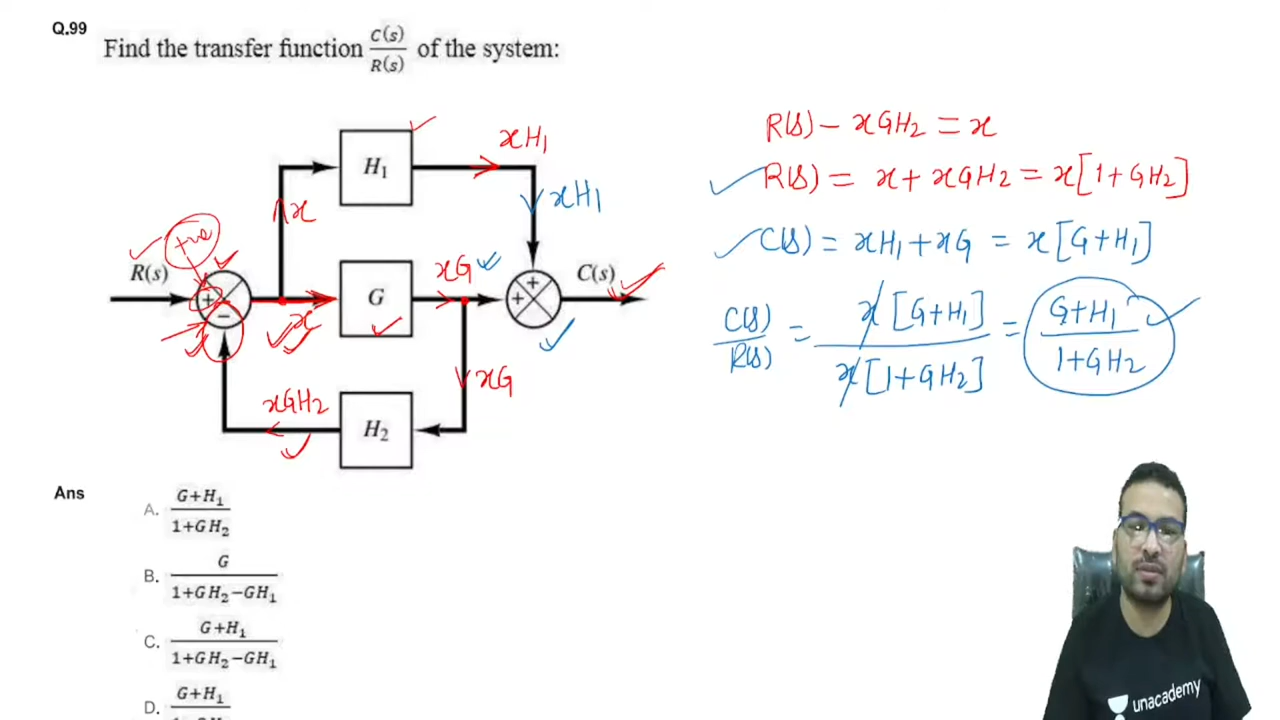 Q.99
Find the transfer function C(s)/R(s) of the system:
H₁
xH₁
xH₁
x
+ve
R(s)
+
-
x
G
xG
+
+
C(s)
xG
xGH₂
H₂
R(s) - xGH₂ = x
R(s) = x + xGH₂ = x[1+GH₂]
C(s) = xH₁ + xG = x[G+H₁]
C(s)/R(s) = x[G+H₁]/x[1+GH₂] = G+H₁/1+GH₂
Ans
A. G+H₁/1+GH₂
B. G/1+GH₂-GH₁
C. G+H₁/1+GH₂-GH₁
D. G+H₁
unacademy